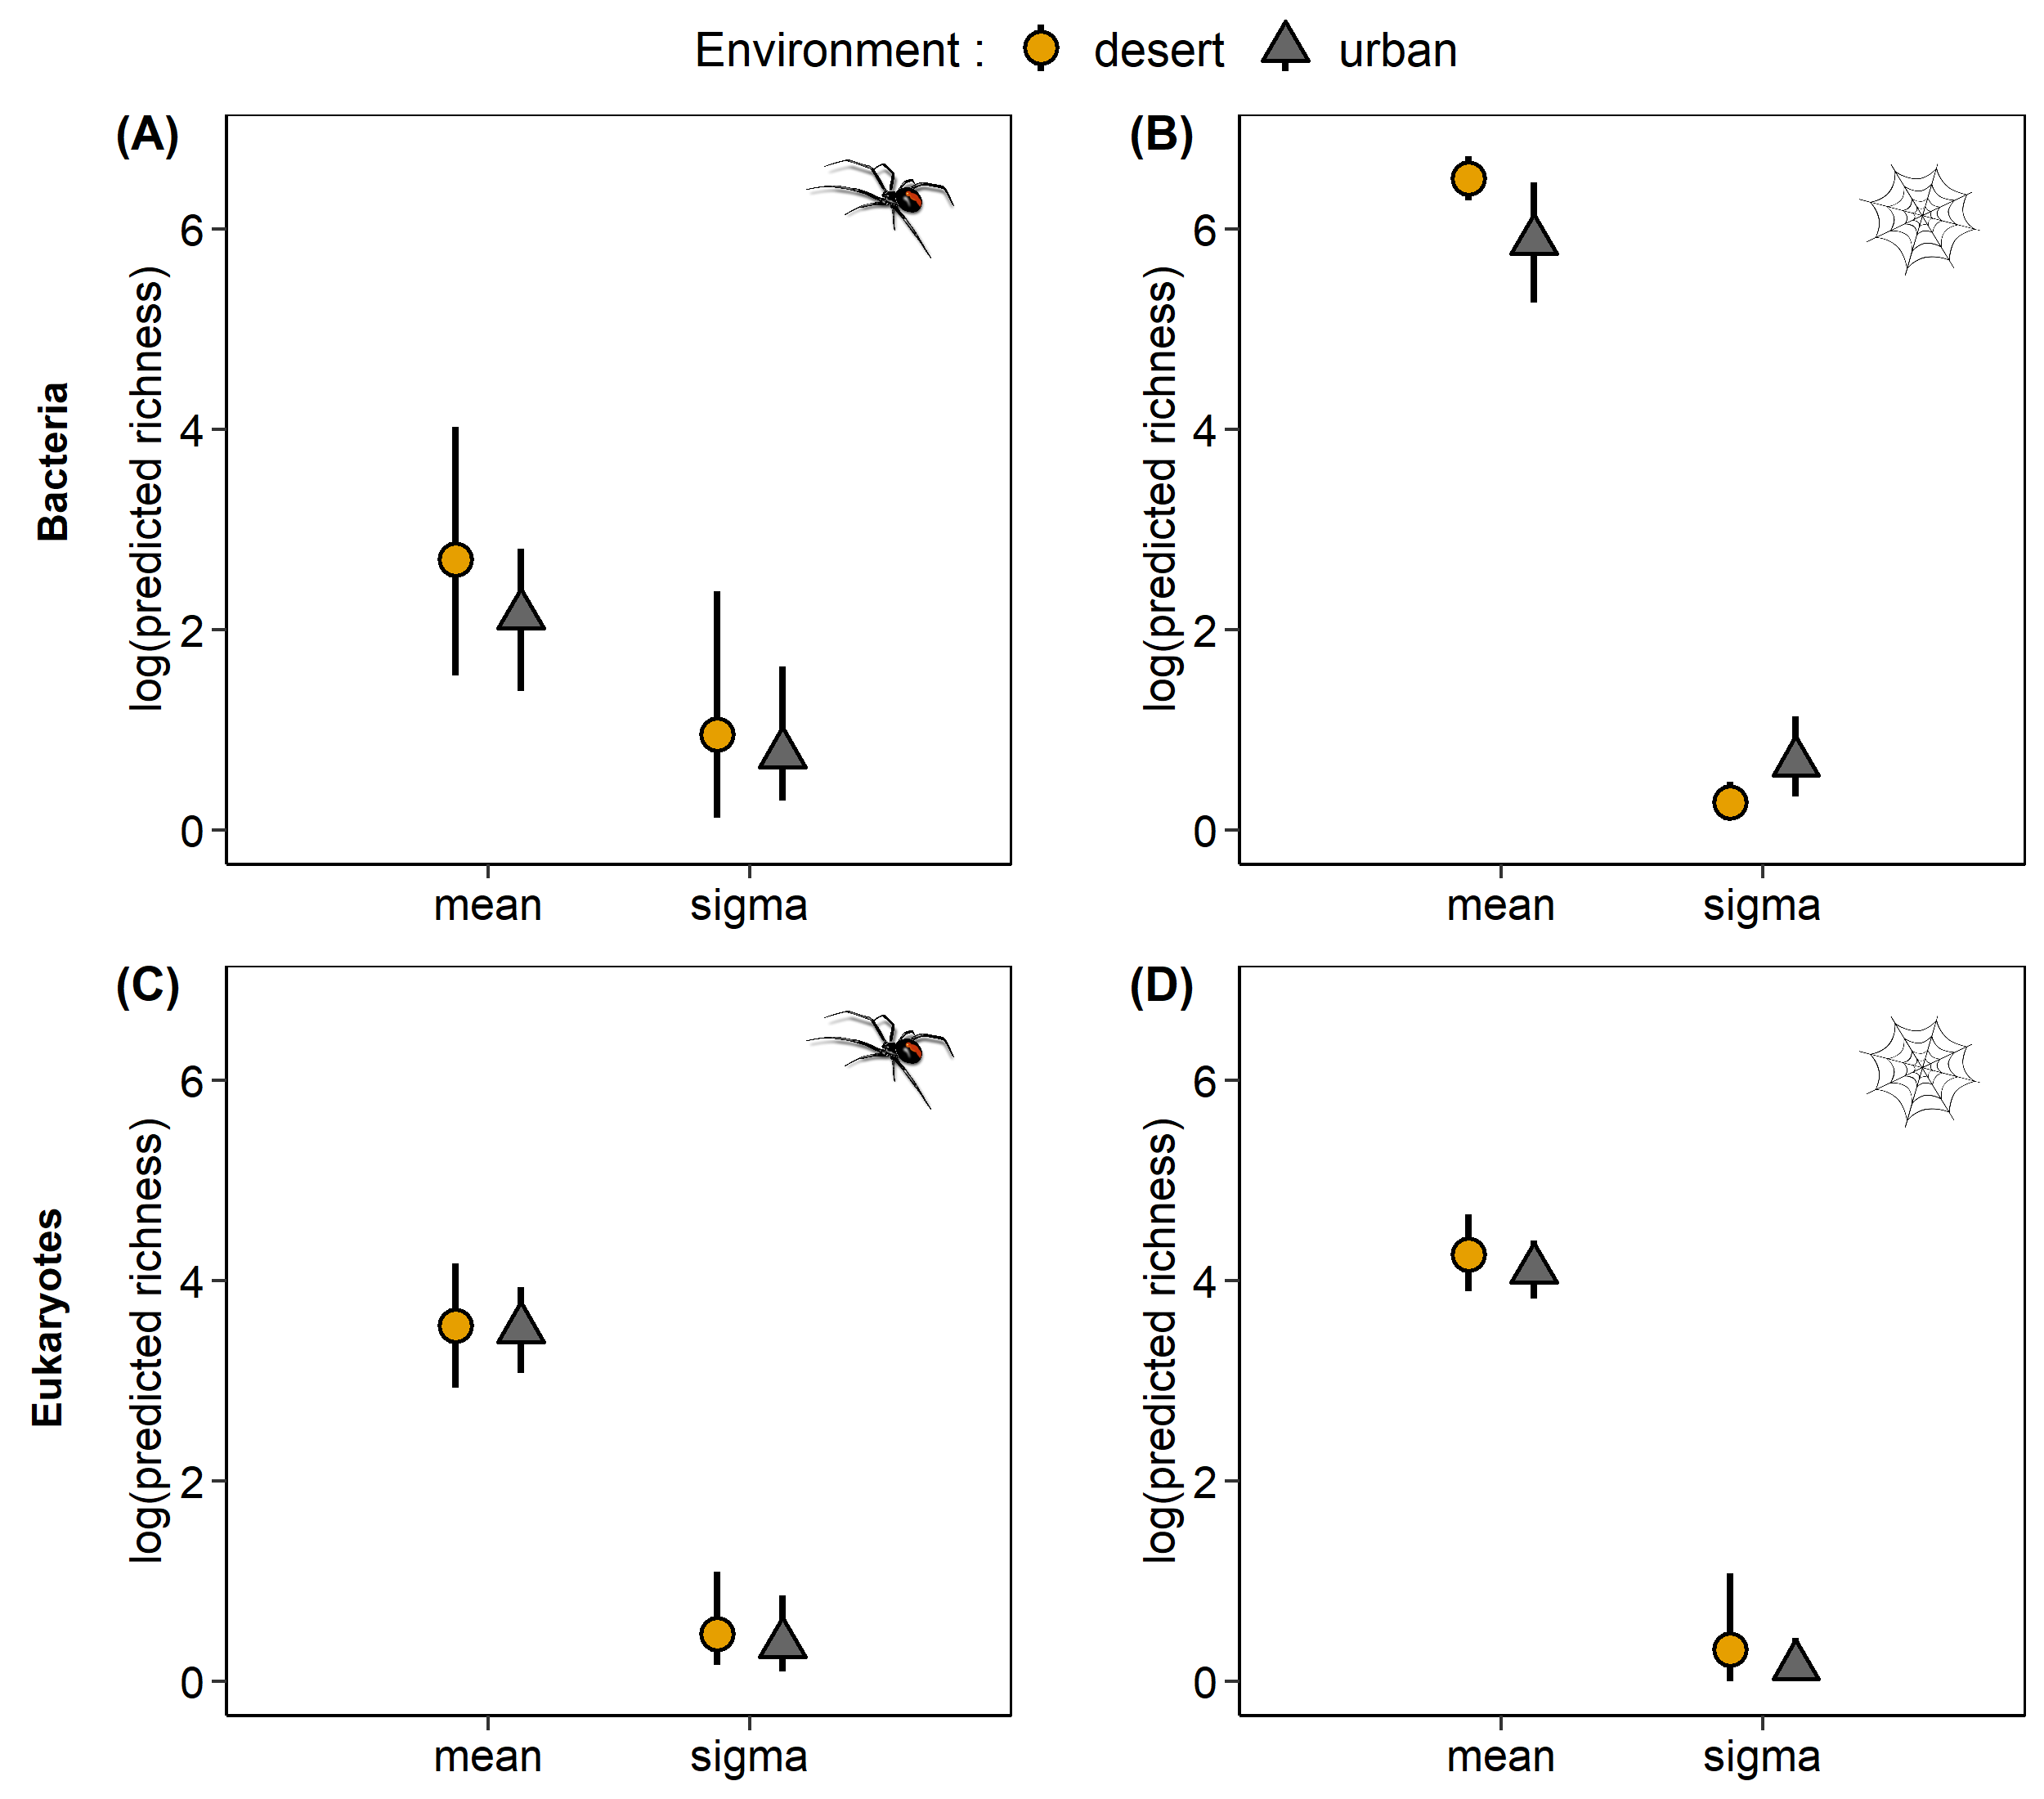 Environment : desert urban
(A)
(B)
Bacteria
log(predicted richness)
6
4
2
0
mean sigma
log(predicted richness)
6
4
2
0
mean sigma
(C)
(D)
Eukaryotes
log(predicted richness)
6
4
2
0
mean sigma
log(predicted richness)
6
4
2
0
mean sigma